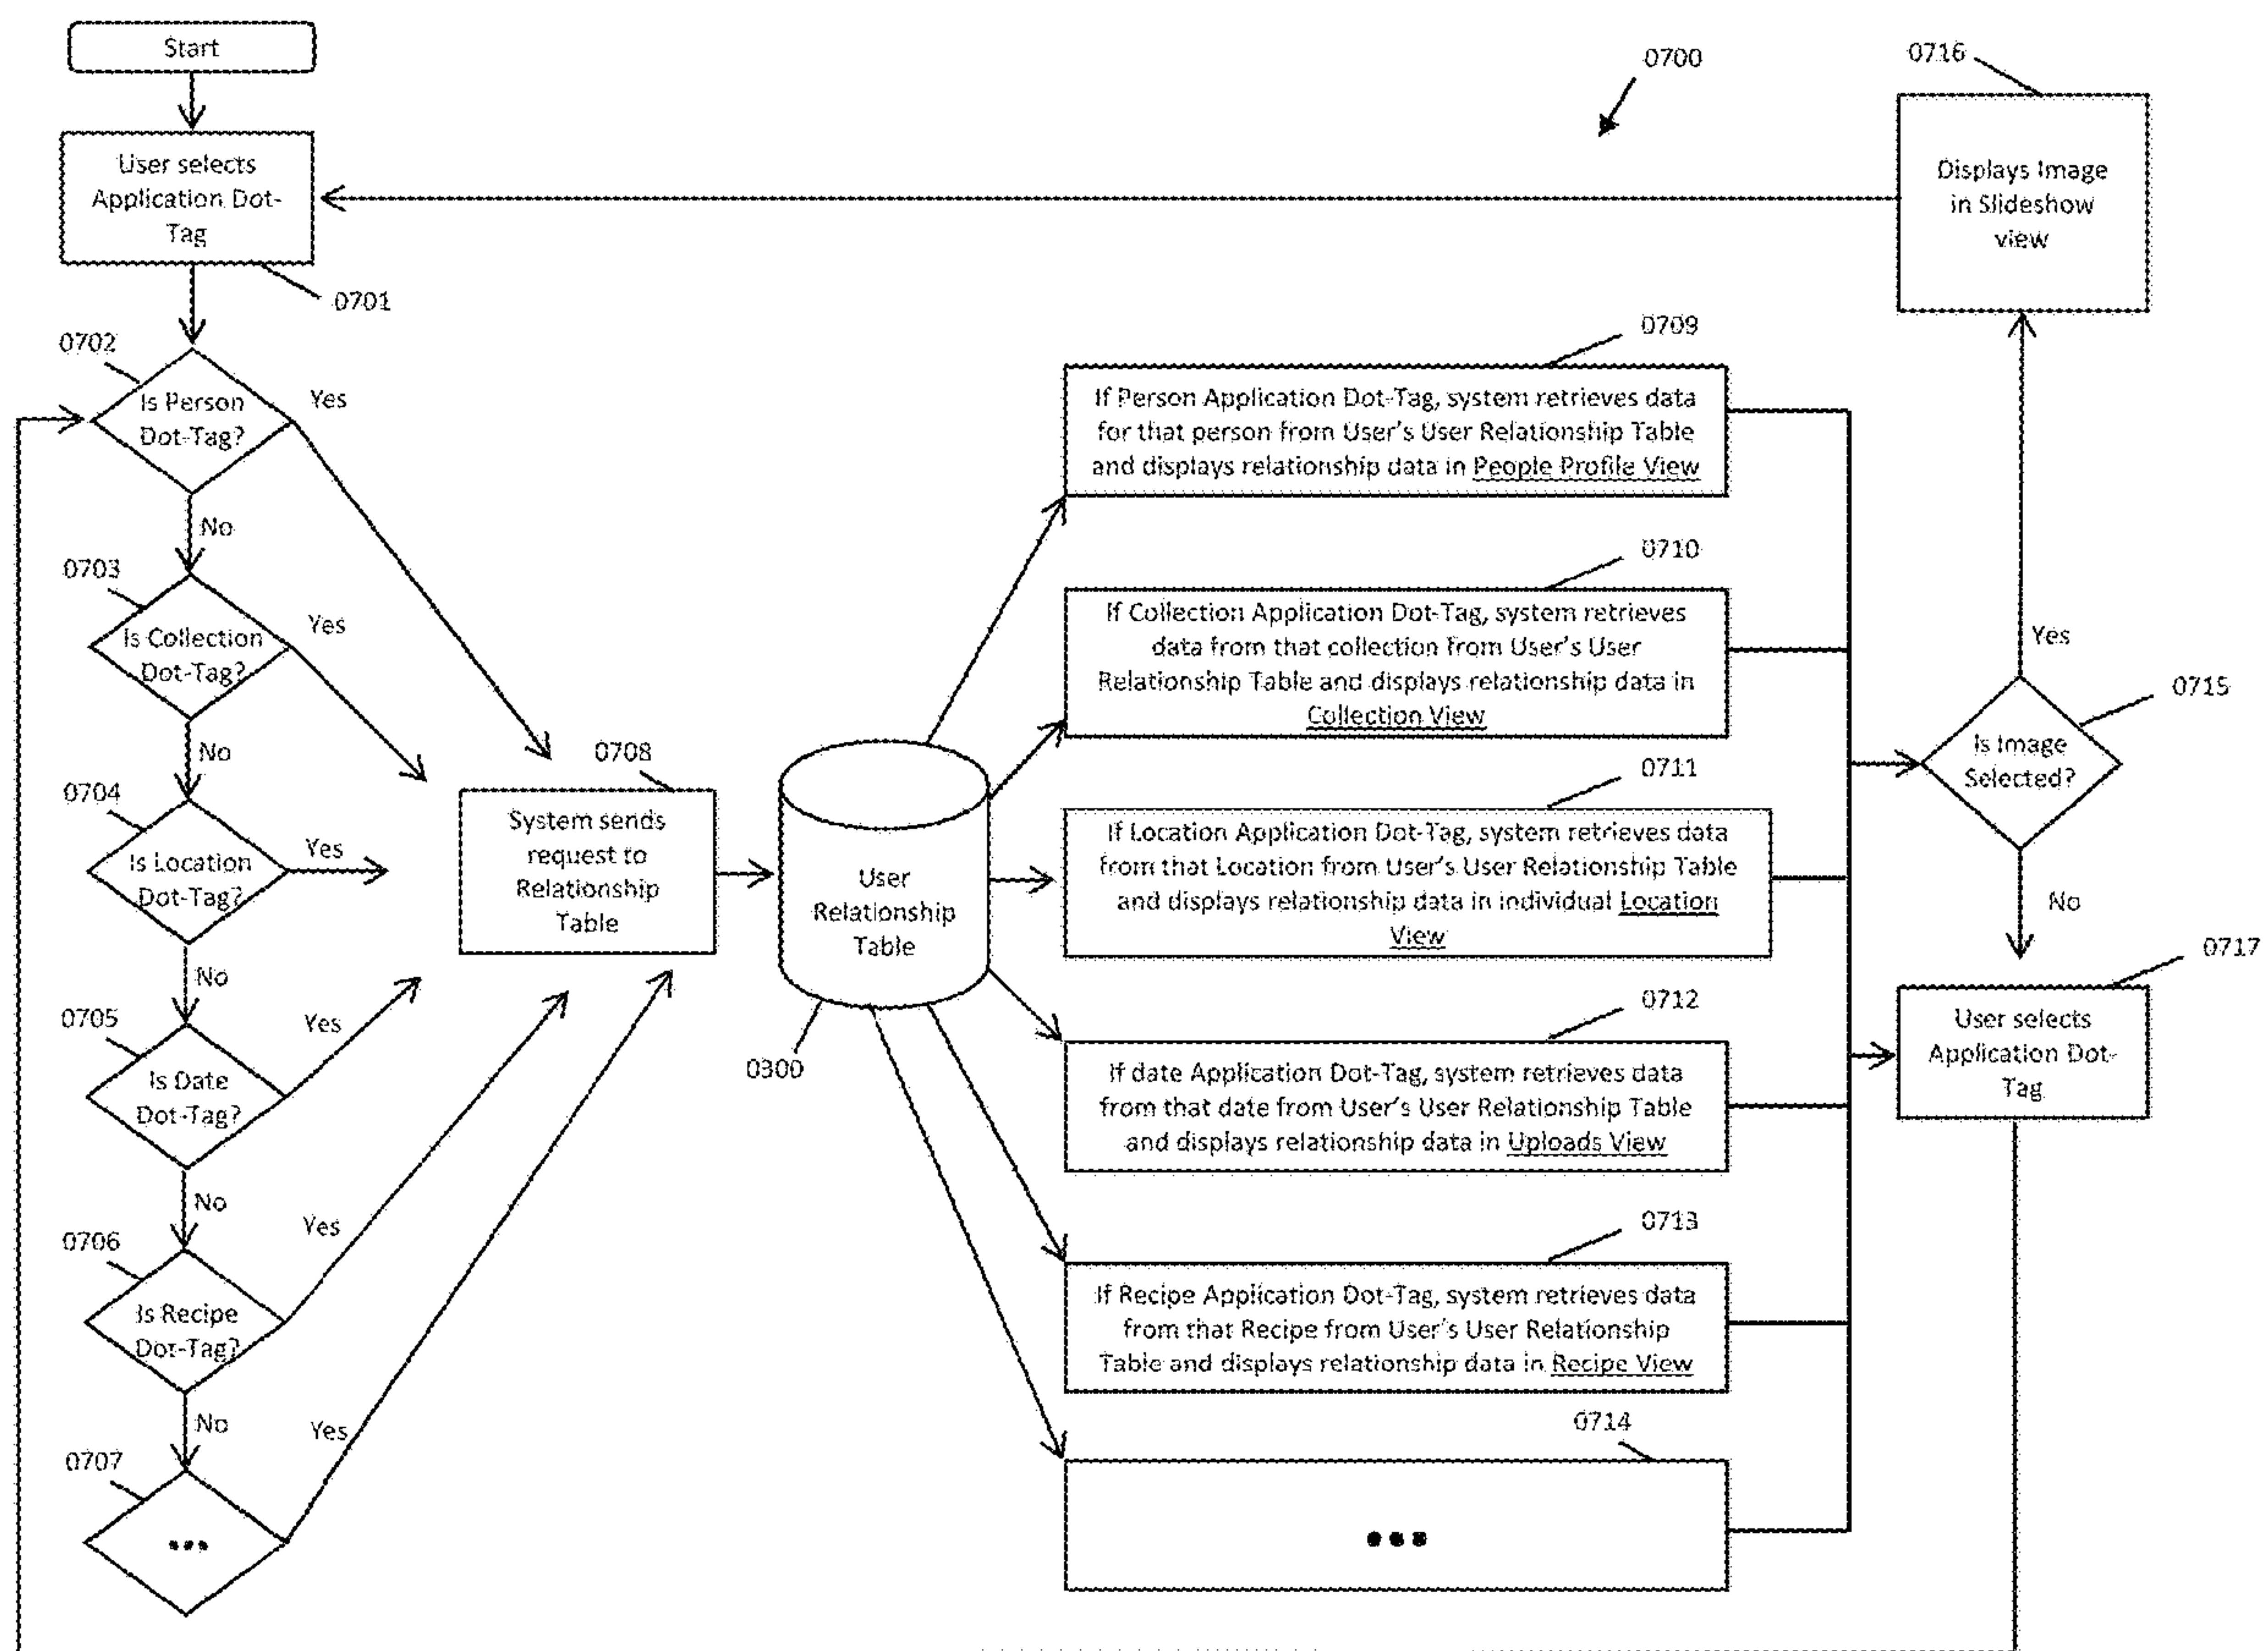 Start
0700
0716
User selects
Application Dot-
Tag
0701
Displays Image
in Slideshow
view
0702
Is Person
Dot-Tag?
Yes
No
0703
Is Collection
Dot-Tag?
Yes
No
0704
Is Location
Dot-Tag?
Yes
No
0705
Is Date
Dot-Tag?
Yes
No
0706
Is Recipe
Dot-Tag?
Yes
No
0707
...
Yes
0708
System sends
request to
Relationship
Table
User
Relationship
Table
0300
0709
If Person Application Dot-Tag, system retrieves data
for that person from User's User Relationship Table
and displays relationship data in People Profile View
0710
If Collection Application Dot-Tag, system retrieves
data from that collection from User's User
Relationship Table and displays relationship data in
Collection View
0711
If Location Application Dot-Tag, system retrieves data
from that Location from User's User Relationship Table
and displays relationship data in individual Location
View
0712
If date Application Dot-Tag, system retrieves data
from that date from User's User Relationship Table
and displays relationship data in Uploads View
0713
If Recipe Application Dot-Tag, system retrieves data
from that Recipe from User's User Relationship
Table and displays relationship data in Recipe View
0714
...
Yes
0715
Is Image
Selected?
No
0717
User selects
Application Dot-
Tag